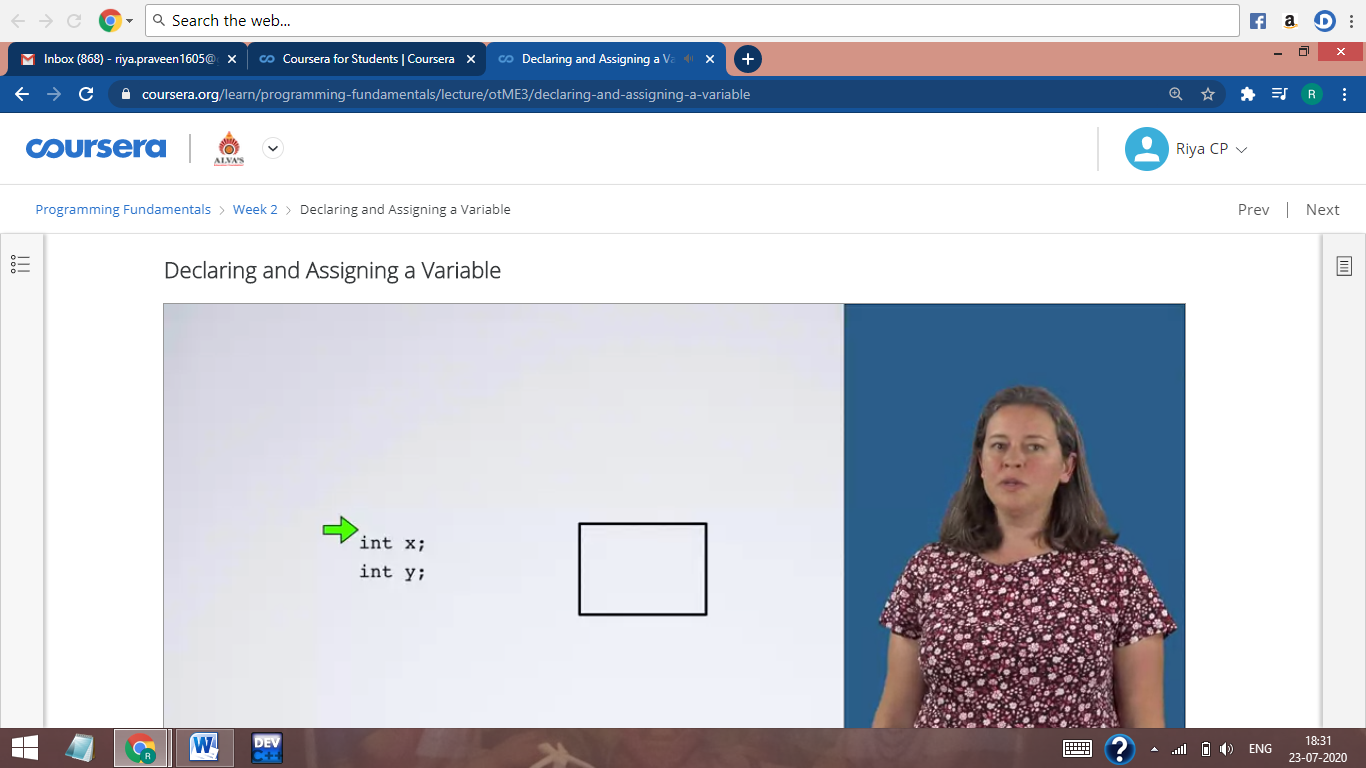 Search the web...
Inbox (868) - riya.praveen1605@
Coursera for Students | Coursera
Declaring and Assigning a Va
coursera.org/learn/programming-fundamentals/lecture/otME3/declaring-and-assigning-a-variable
R
coursera
ALVA'S
Riya CP
Programming Fundamentals > Week 2 > Declaring and Assigning a Variable
Prev | Next
Declaring and Assigning a Variable
int x;
int y;
R
W
DEV
C++
?
ENG
18:31
23-07-2020